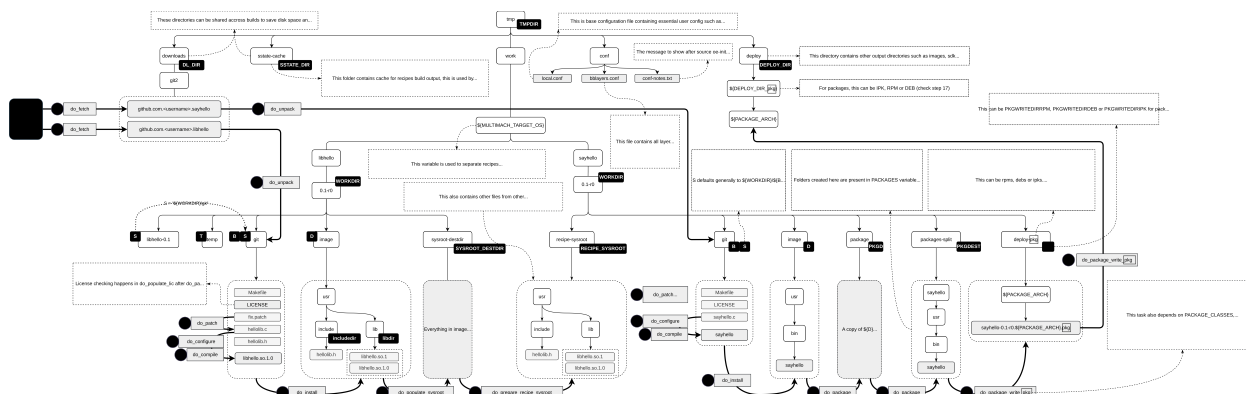 These directories can be shared accross builds to save disk space an...
tmp
TMPDIR
This is base configuration file containing essential user config such as...
downloads
DL_DIR
sstate-cache
SSTATE_DIR
work
conf
The message to show after source oe-init...
deploy
DEPLOY_DIR
This directory contains other output directories such as images, sdk...
This folder contains cache for recipes build output, this is used by...
local.conf
bblayers.conf
conf-notes.txt
git2
${DEPLOY_DIR_pkg}
For packages, this can be IPK, RPM or DEB (check step 17)
do_fetch
github.com.<username>.sayhello
do_unpack
This can be PKGWRITEDIRRPM, PKGWRITEDIRDEB or PKGWRITEDIRIPK for pack...
do_fetch
github.com.<username>.libhello
${MULTIMACH_TARGET_OS}
${PACKAGE_ARCH}
This file contains all layer...
libhello
This variable is used to separate recipes...
sayhello
S defaults generally to ${WORKDIR}/${B...
Folders created here are present in PACKAGES variable...
This can be rpms, debs or ipks....
do_unpack
WORKDIR
0.1-r0
WORKDIR
0.1-r0
This also contains other files from other...
S = "${WORKDIR}/git"
S
libhello-0.1
T
temp
B
S
git
D
image
sysroot-destdir
SYSROOT_DESTDIR
recipe-sysroot
RECIPE_SYSROOT
git
B
S
image
D
package
PKGD
packages-split
PKGDEST
deploy-pkg
do_package_write_pkg
License checking happens in do_populate_lic after do_pa...
Makefile
LICENSE
fix.patch
hellolib.c
hellolib.h
libhello.so.1.0
do_patch
do_configure
do_compile
usr
include
includedir
lib
libdir
hellolib.h
libhello.so.1
libhello.so.1.0
Everything in image...
usr
include
lib
hellolib.h
libhello.so.1
libhello.so.1.0
do_patch...
do_configure
do_compile
Makefile
LICENSE
sayhello.c
sayhello
usr
bin
sayhello
A copy of ${D}...
sayhello
usr
bin
sayhello
${PACKAGE_ARCH}
sayhello-0.1-r0.${PACKAGE_ARCH}.pkg
This task also depends on PACKAGE_CLASSES,...
do_install
do_populate_sysroot
do_prepare_recipe_sysroot
do_install
do_package
do_package
do_package_write_pkg